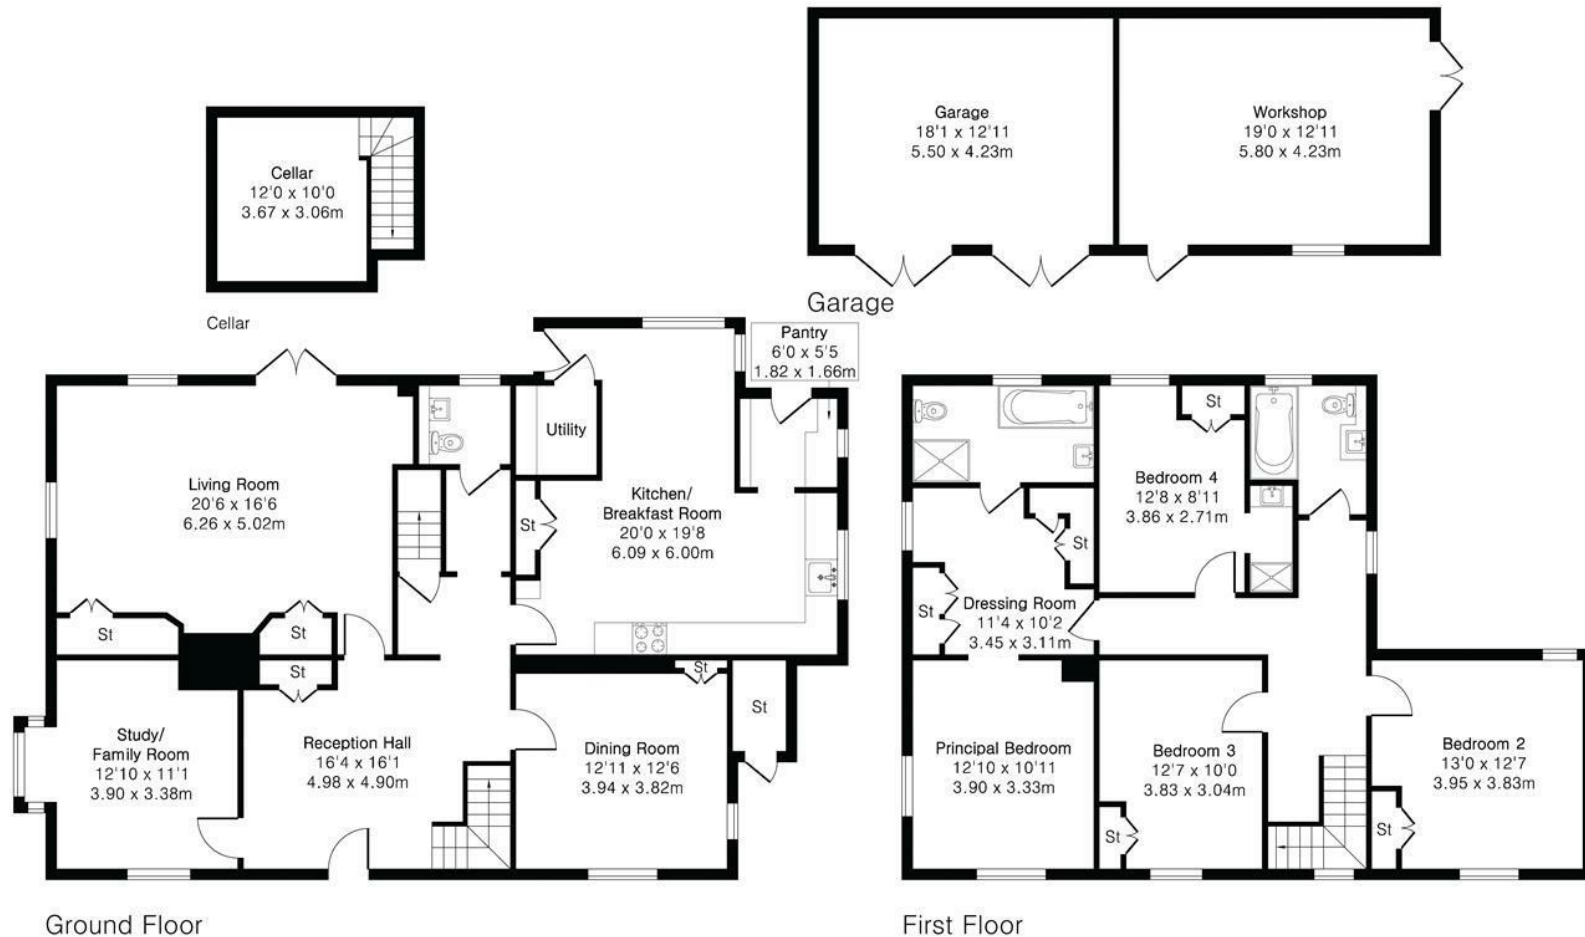 Garage
18'1 x 12'11
5.50 x 4.23m
Workshop
19'0 x 12'11
5.80 x 4.23m
Garage
Cellar
12'0 x 10'0
3.67 x 3.06m
Cellar
Pantry
6'0 x 5'5
1.82 x 1.66m
Utility
Living Room
20'6 x 16'6
6.26 x 5.02m
Kitchen/
Breakfast Room
20'0 x 19'8
6.09 x 6.00m
St
St
St
St
St
St
Study/
Family Room
12'10 x 11'1
3.90 x 3.38m
Reception Hall
16'4 x 16'1
4.98 x 4.90m
Dining Room
12'11 x 12'6
3.94 x 3.82m
Ground Floor
St
Bedroom 4
12'8 x 8'11
3.86 x 2.71m
St
St
Dressing Room
11'4 x 10'2
3.45 x 3.11m
Principal Bedroom
12'10 x 10'11
3.90 x 3.33m
Bedroom 3
12'7 x 10'0
3.83 x 3.04m
Bedroom 2
13'0 x 12'7
3.95 x 3.83m
St
St
First Floor